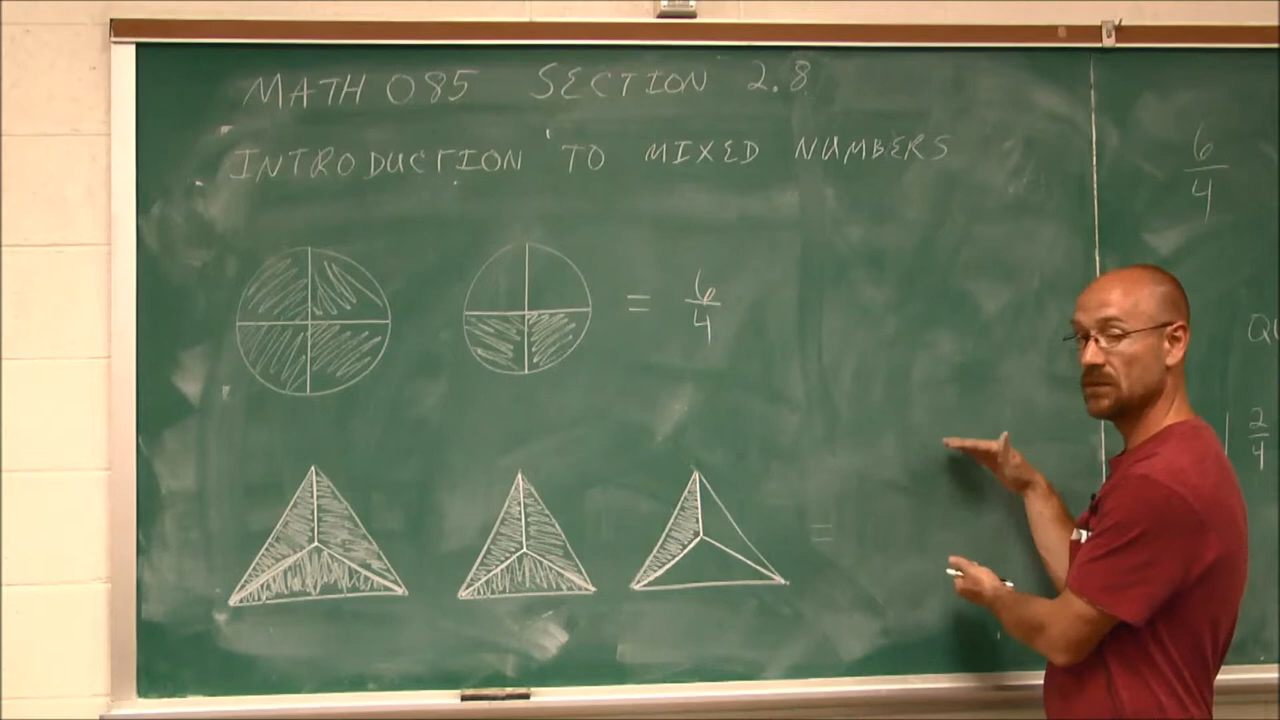 MATH 085 SECTION 2.8
INTRODUCTION TO MIXED NUMBERS
= 6/4
=
6/4
2/4